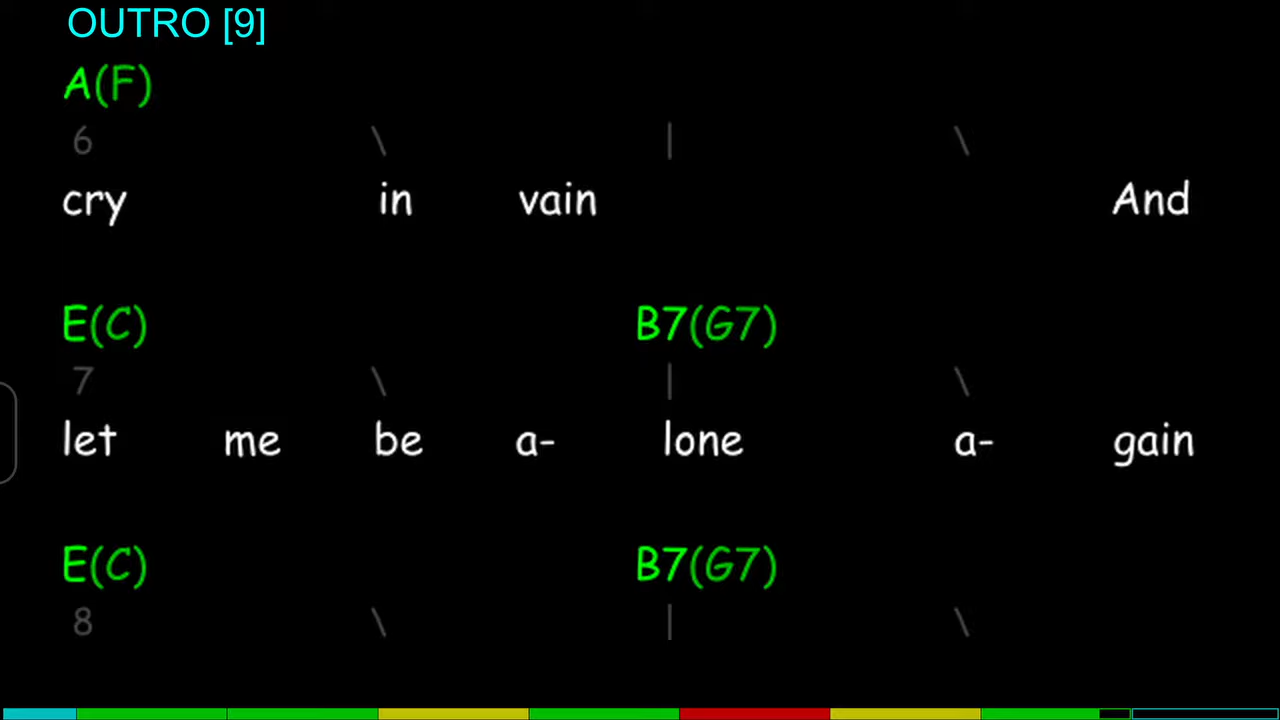 OUTRO [9]
A(F)
6 \ | \
cry in vain And
E(C) B7(G7)
7 \ | \
let me be a- lone a- gain
E(C) B7(G7)
8 \ | \